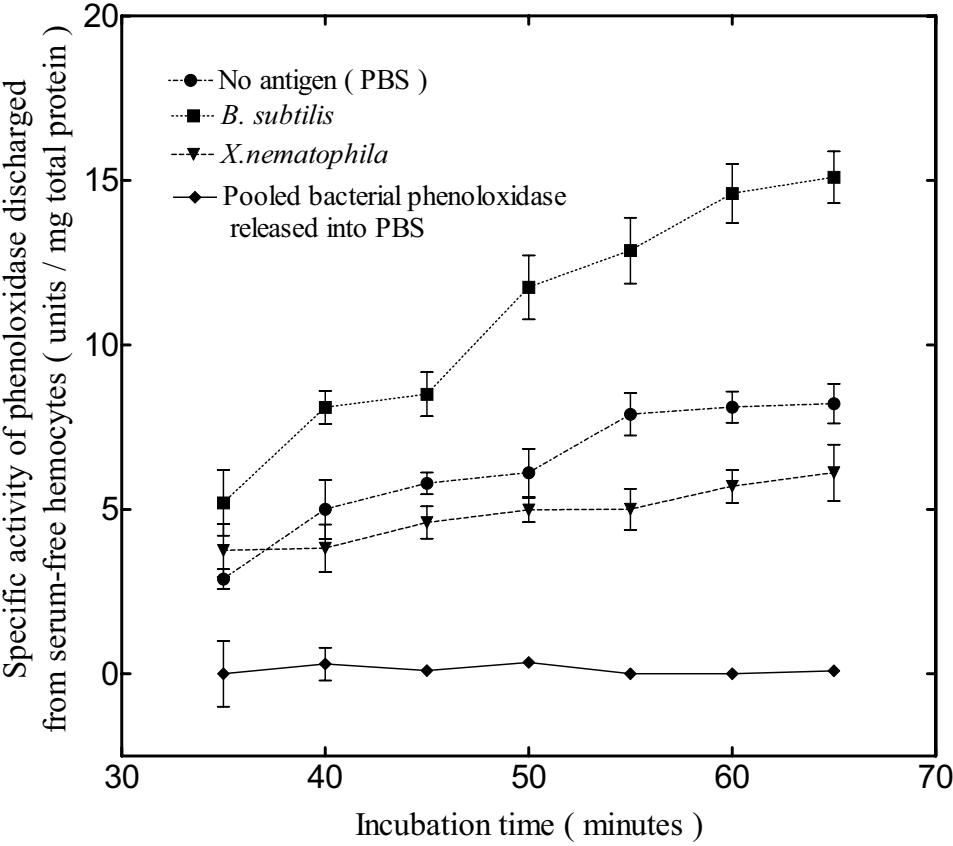 Specific activity of phenoloxidase discharged
from serum-free hemocytes ( units / mg total protein )
20
15
10
5
0
No antigen ( PBS )
B. subtilis
X.nematophila
Pooled bacterial phenoloxidase
released into PBS
30 40 50 60 70
Incubation time ( minutes )